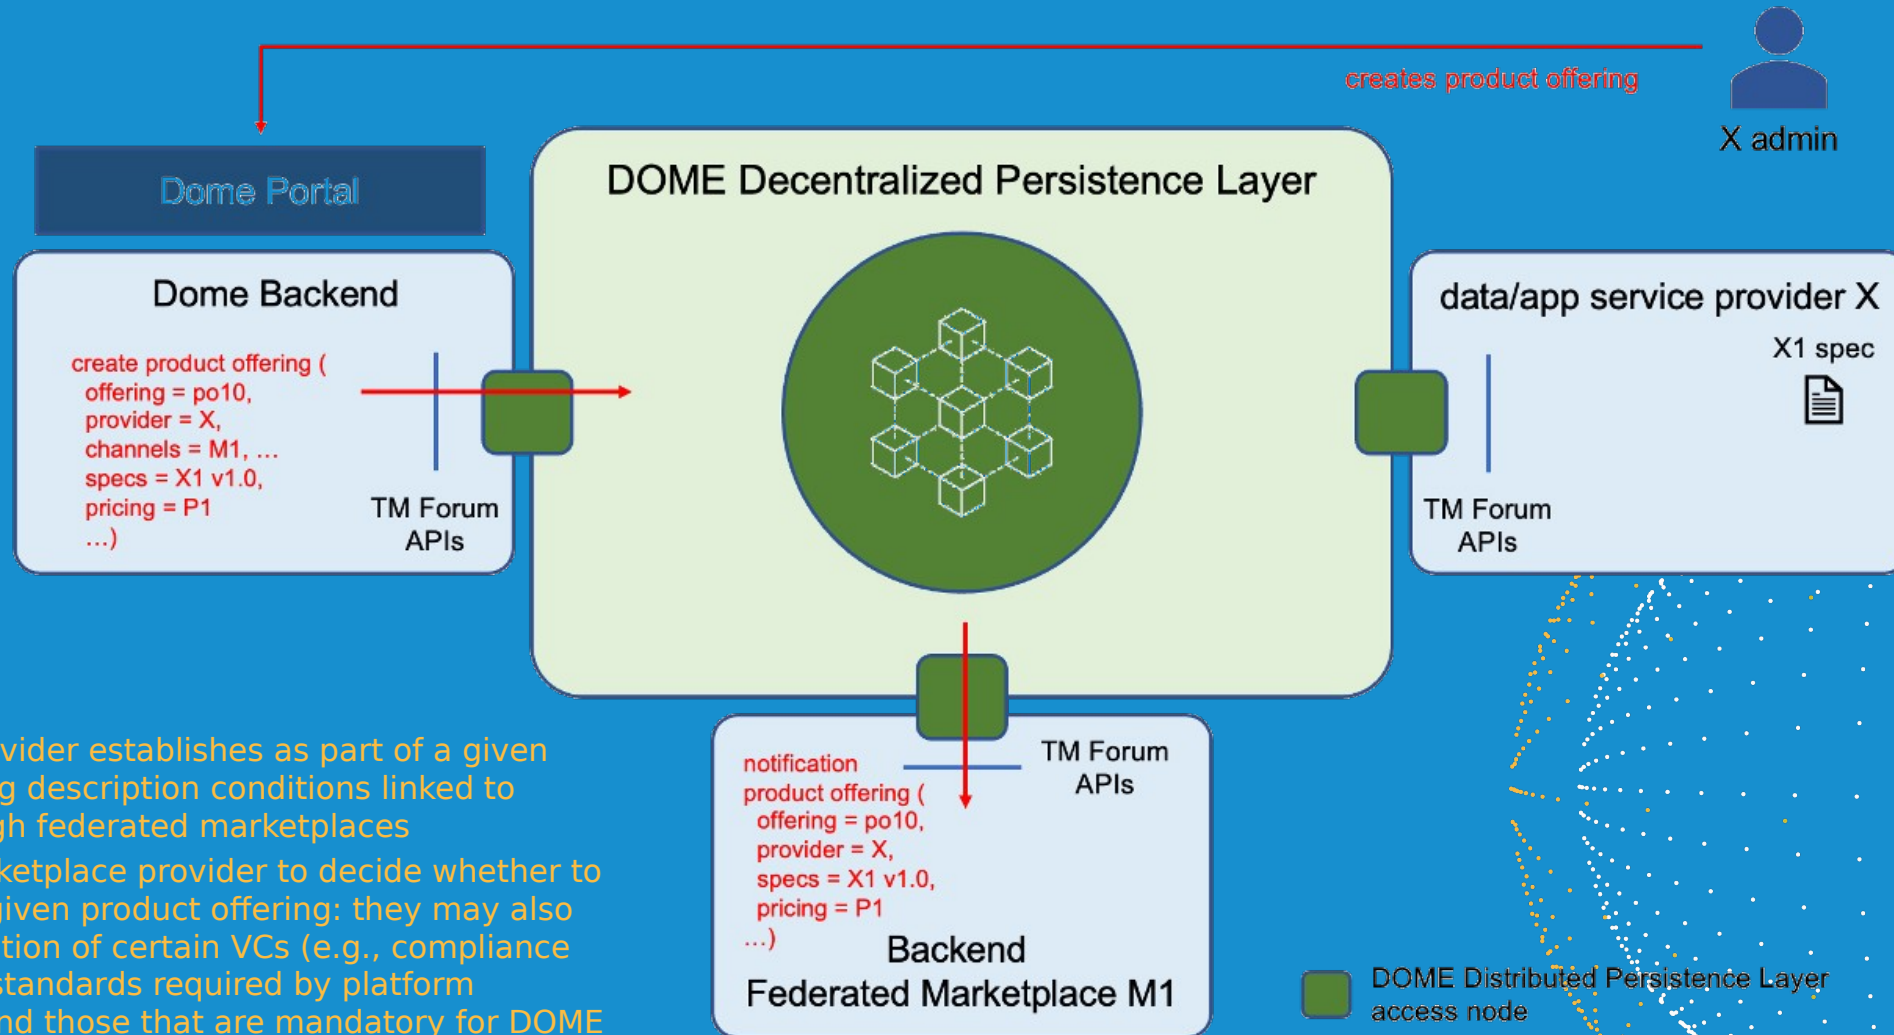 creates product offering
X admin
Dome Portal
DOME Decentralized Persistence Layer
Dome Backend
create product offering (
offering = po10,
provider = X,
channels = M1, ...
specs = X1 v1.0,
pricing = P1
...)
TM Forum
APIs
data/app service provider X
X1 spec
TM Forum
APIs
notification
product offering (
offering = po10,
provider = X,
specs = X1 v1.0,
pricing = P1
...)
TM Forum
APIs
Backend
Federated Marketplace M1
establishes as part of a given
description conditions linked to
federated marketplaces
provider to decide whether to
given product offering: they may also
of certain VCs (e.g., compliance
standards required by platform
those that are mandatory for DOME
DOME Distributed Persistence Layer
access node